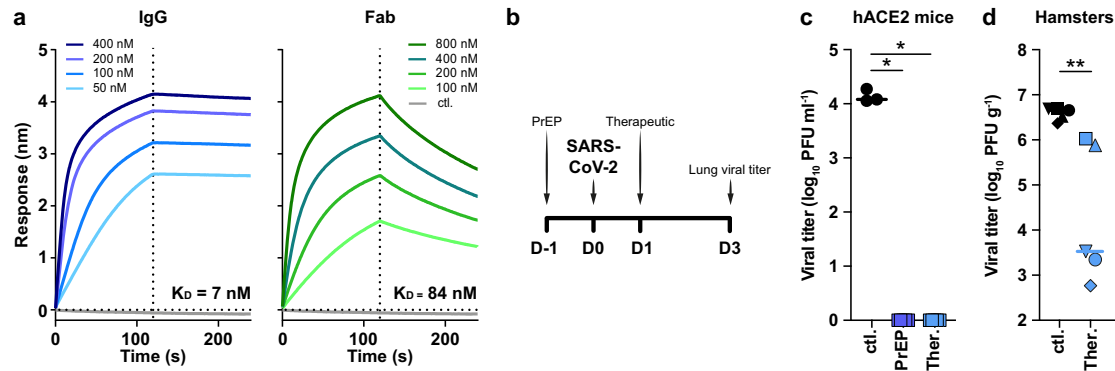 a
IgG
Response (nm)
5
4
3
2
1
0
400 nM
200 nM
100 nM
50 nM
KD = 7 nM
0
100
200
Time (s)
Fab
800 nM
400 nM
200 nM
100 nM
ctl.
KD = 84 nM
0
100
200
Time (s)
b
PrEP
Therapeutic
SARS-
CoV-2
Lung viral titer
D-1
D0
D1
D3
c
hACE2 mice
Viral titer (log10 PFU ml-1)
5
4
3
2
1
0
*
*
ctl.
PrEP
Ther.
d
Hamsters
Viral titer (log10 PFU g-1)
8
7
6
5
4
3
2
**
ctl.
Ther.